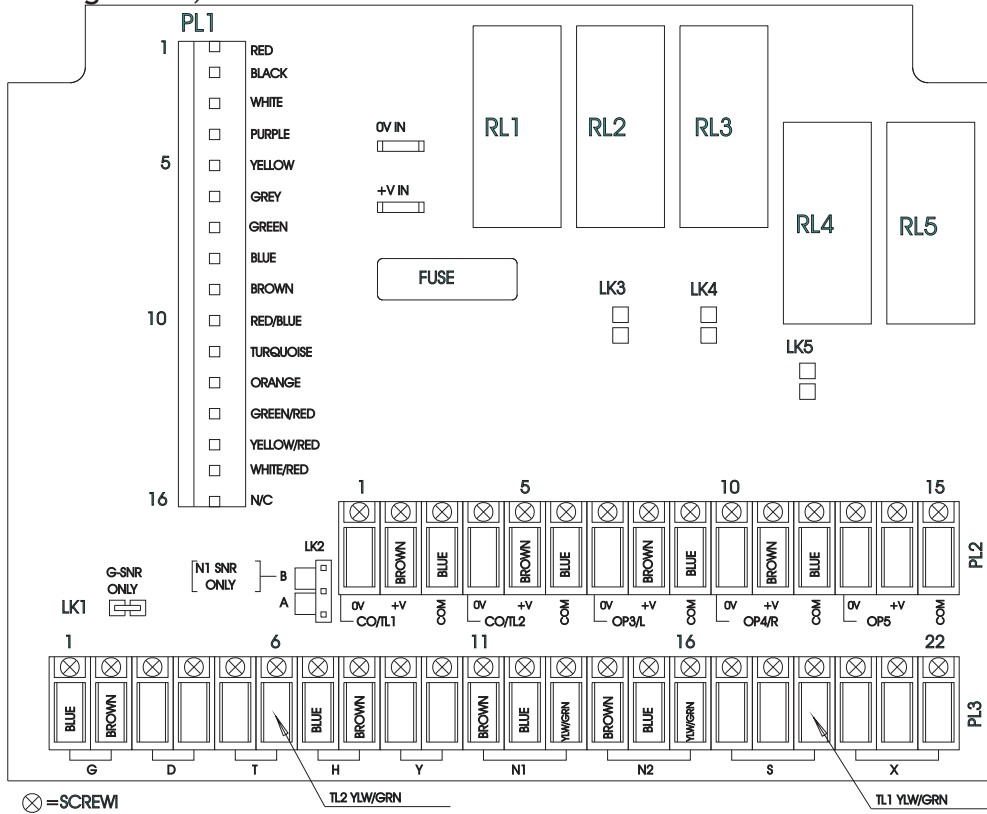 PL1
1 RED
BLACK
WHITE
PURPLE
5 YELLOW
GREY
GREEN
BLUE
BROWN
10 RED/BLUE
TURQUOISE
ORANGE
GREEN/RED
YELLOW/RED
WHITE/RED
16 N/C
0V IN
+V IN
FUSE
RL1 RL2 RL3
RL4 RL5
LK3 LK4
LK5
1 5 10 15
BROWN BLUE BROWN BLUE BROWN BLUE BROWN BLUE
PL2
0V +V COM 0V +V COM 0V +V COM 0V +V COM 0V +V COM
CO/TL1 CO/TL2 OP3/L OP4/R OP5
LK2
N1 SNR
ONLY
B
A
G-SNR
ONLY
LK1
1 6 11 16 22
BLUE BROWN BLUE BROWN BROWN BLUE YLW/GRN BROWN BLUE YLW/GRN
PL3
G D T H Y N1 N2 S X
TL2 YLW/GRN
TL1 YLW/GRN
=SCREW!